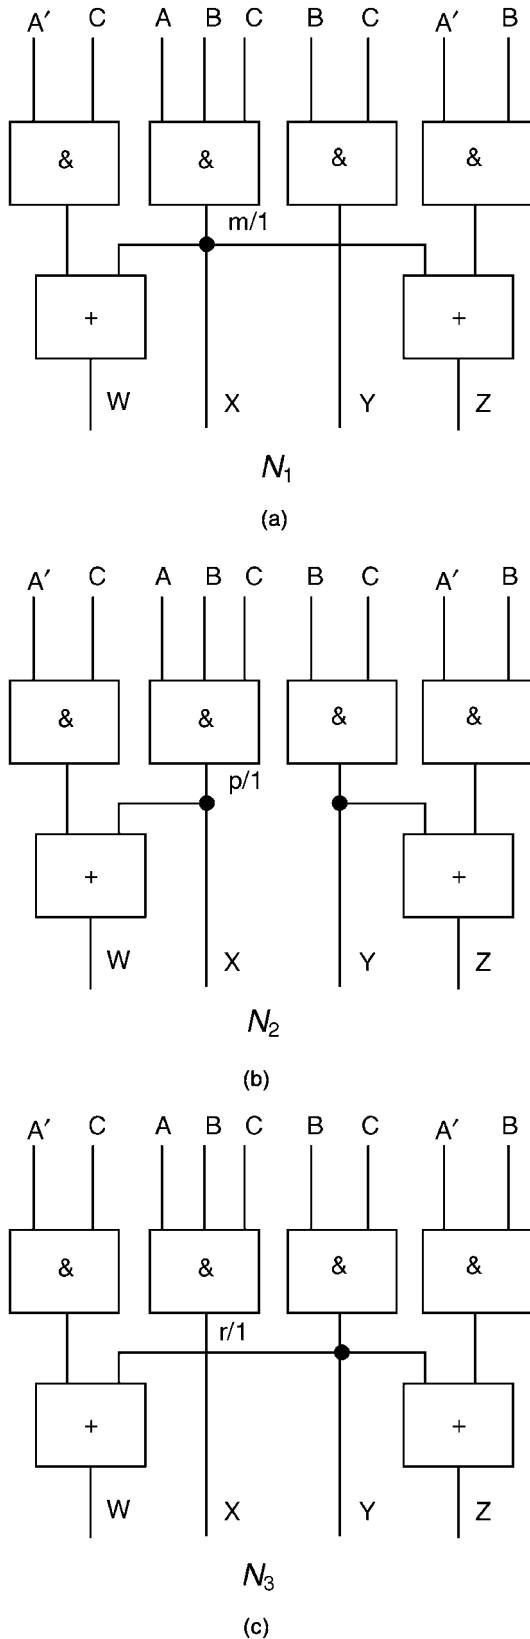 A′ C A B C B C A′ B
& & & &
m/1
+ +
W X Y Z
N1
(a)
A′ C A B C B C A′ B
& & & &
p/1
+ +
W X Y Z
N2
(b)
A′ C A B C B C A′ B
& & & &
r/1
+ +
W X Y Z
N3
(c)